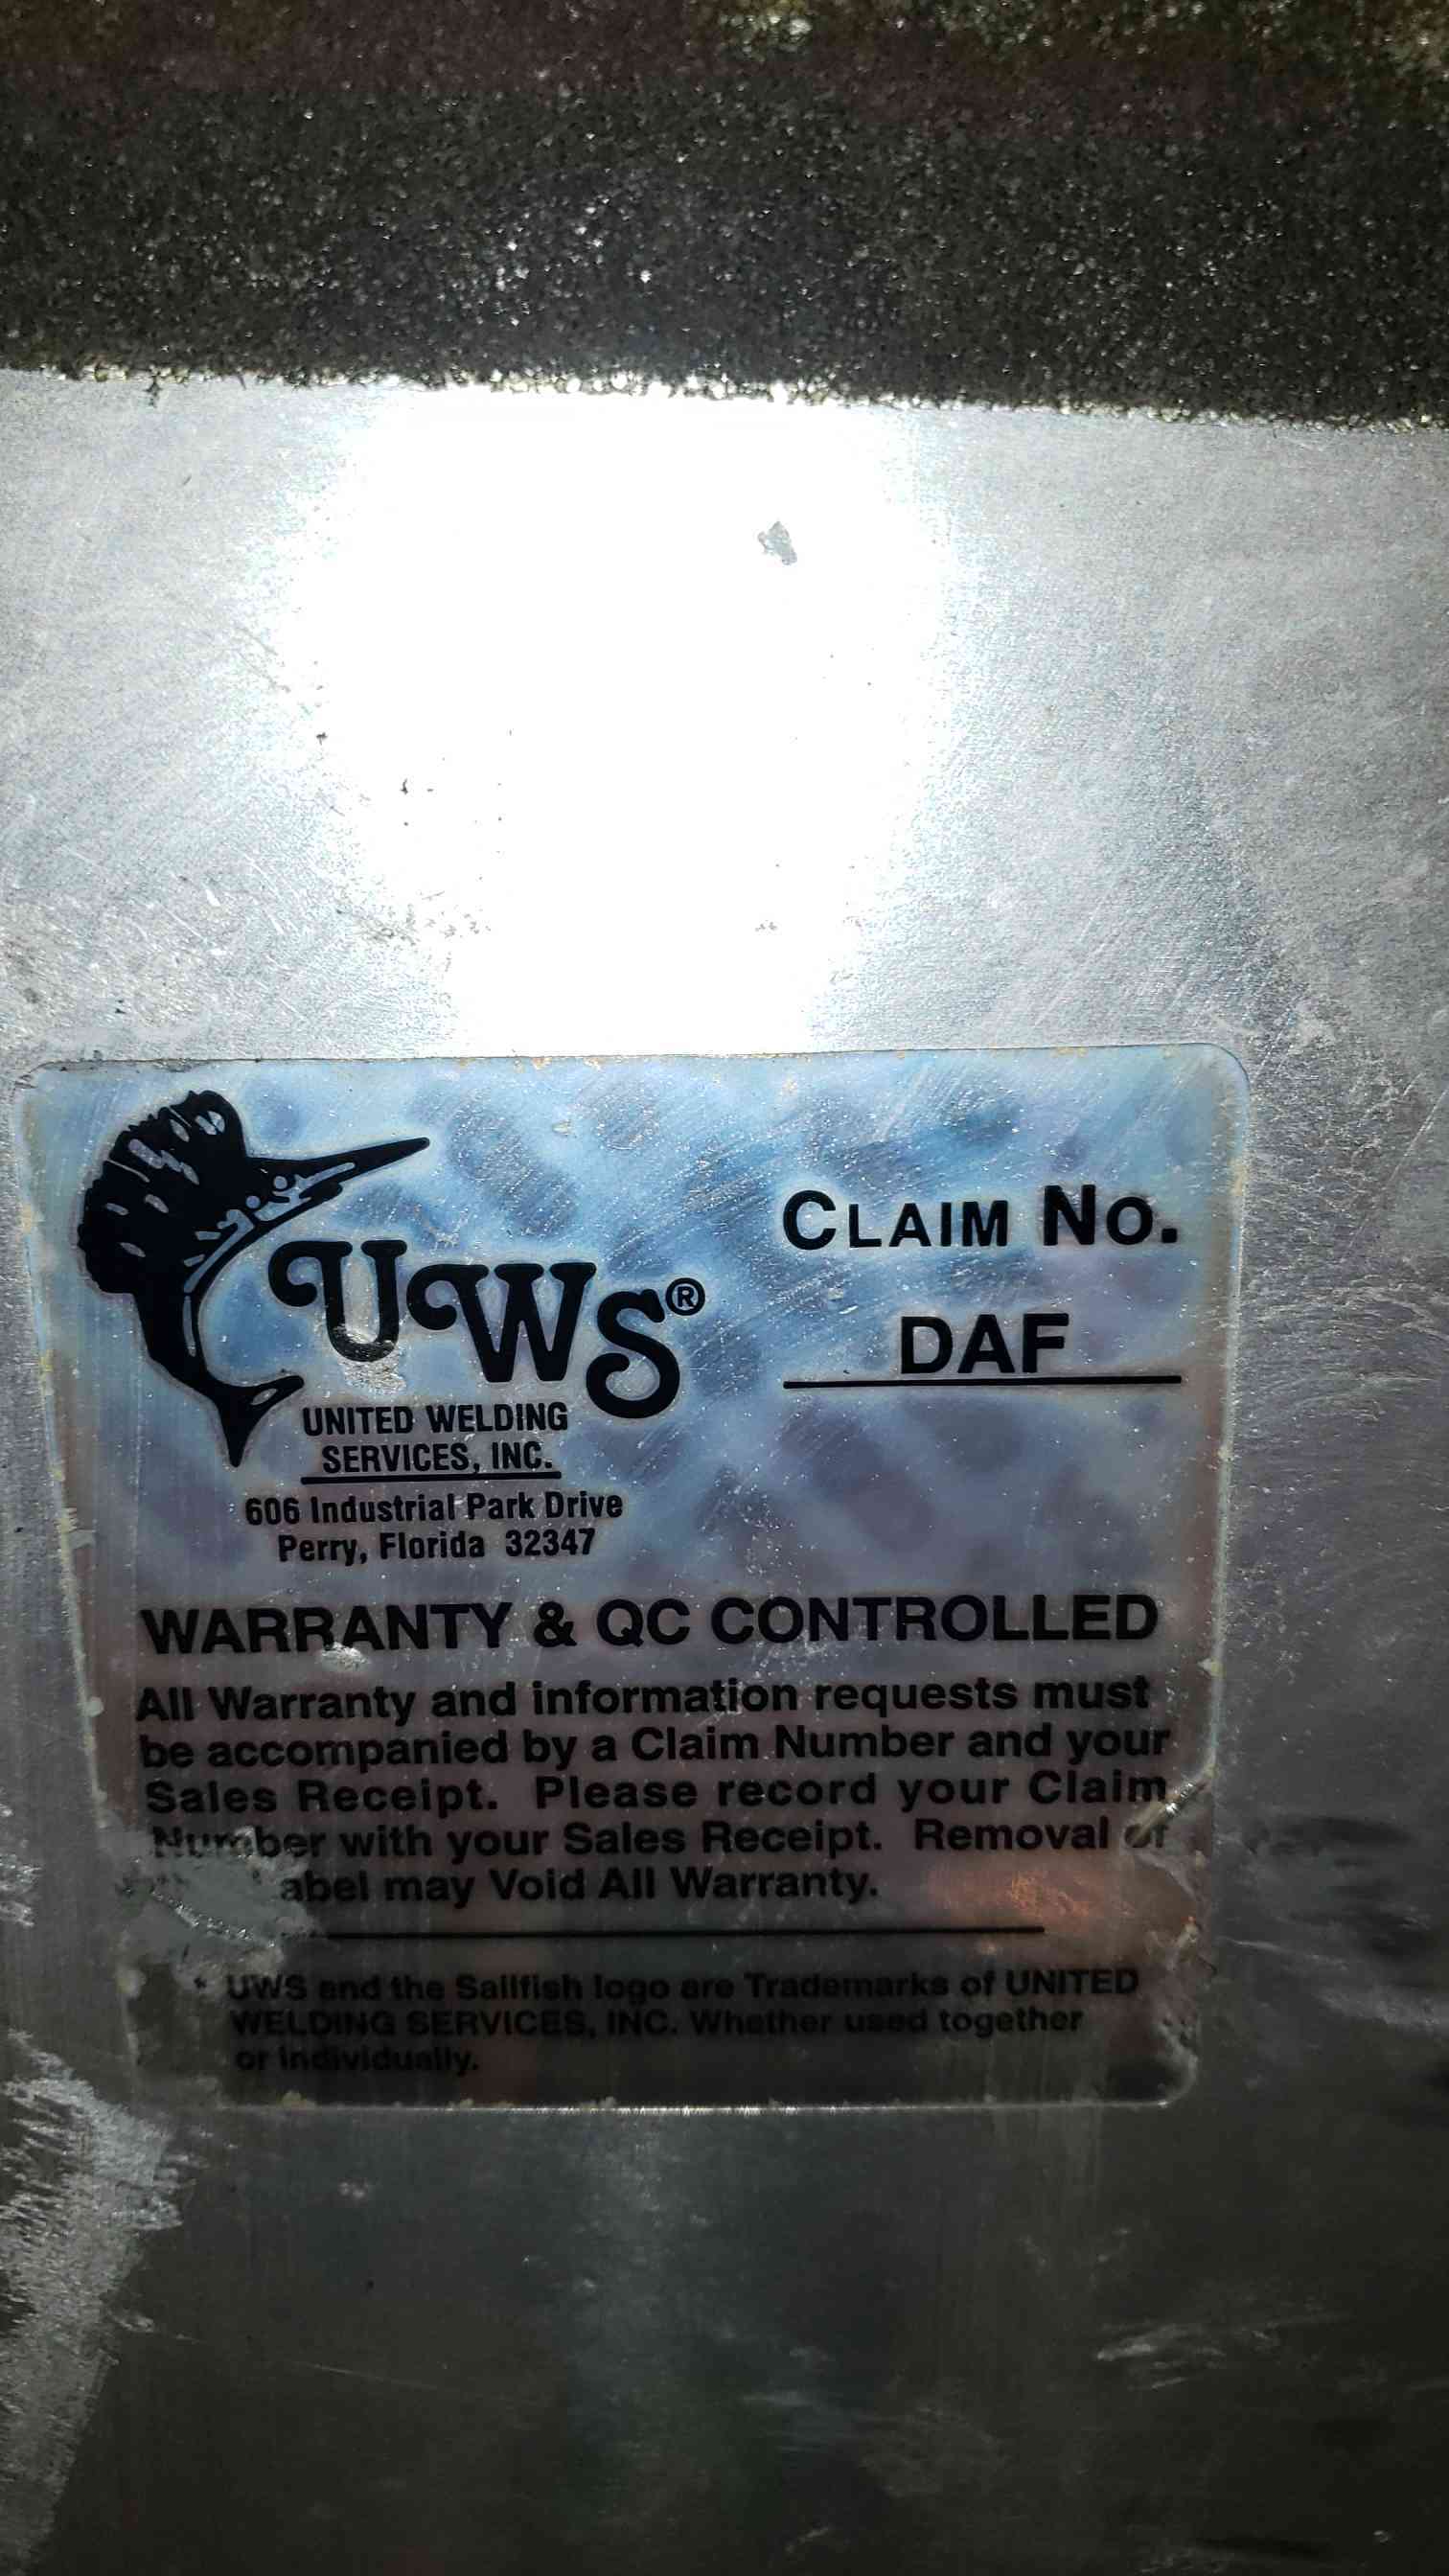 CLAIM NO.
DAF
UWS®
UNITED WELDING
SERVICES, INC.
606 Industrial Park Drive
Perry, Florida 32347
WARRANTY & QC CONTROLLED
All Warranty and information requests must
be accompanied by a Claim Number and your
Sales Receipt. Please record your Claim
Number with your Sales Receipt. Removal of
abel may Void All Warranty.
* UWS and the Sailfish logo are Trademarks of UNITED
WELDING SERVICES, INC. Whether used together
or individually.